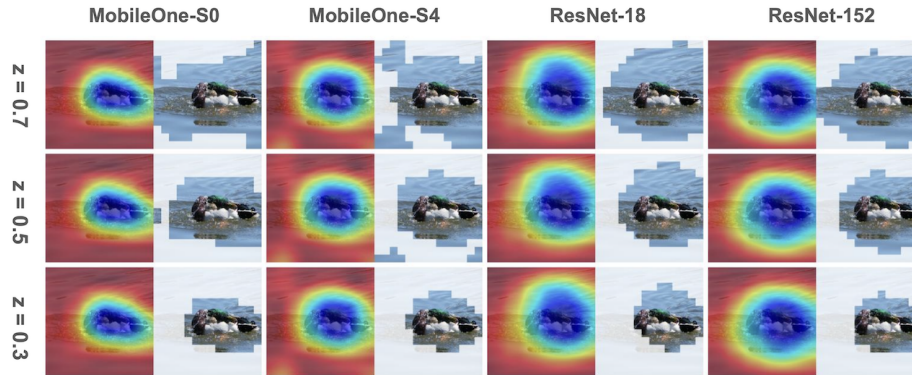 MobileOne-S0 MobileOne-S4 ResNet-18 ResNet-152
z = 0.7
z = 0.5
z = 0.3